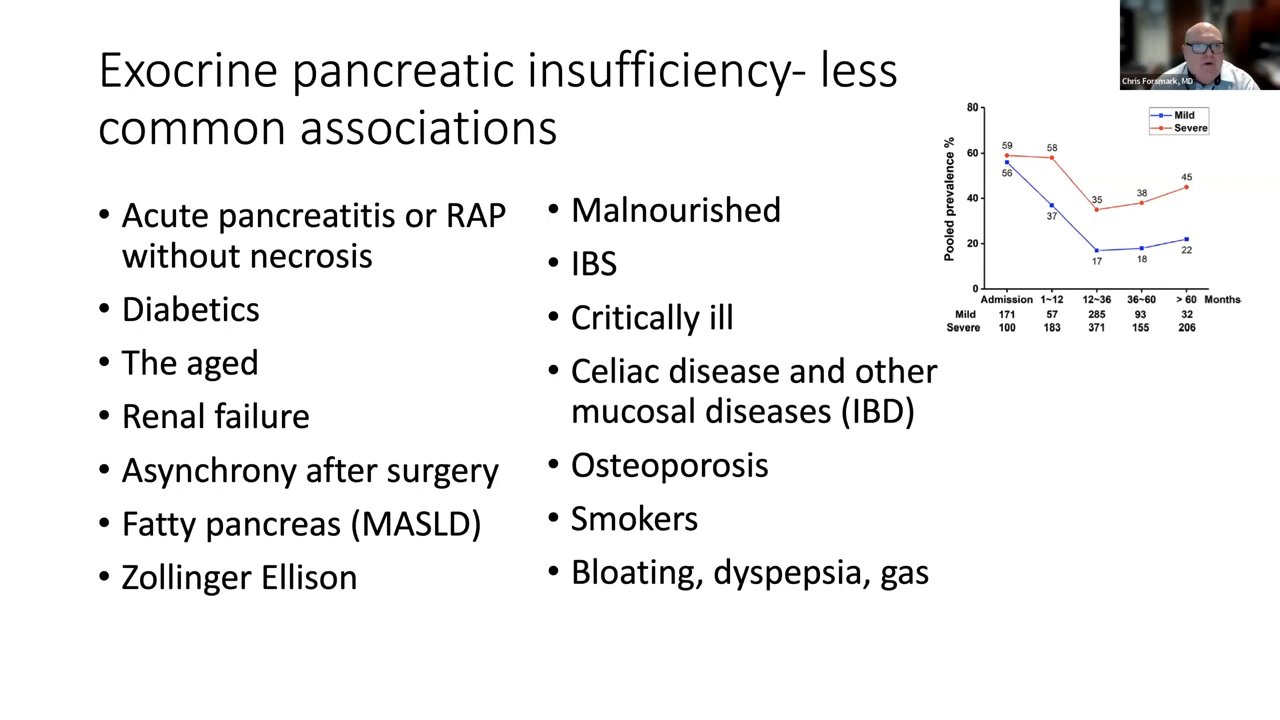 Exocrine pancreatic insufficiency- less
common associations
• Acute pancreatitis or RAP
without necrosis
• Diabetics
• The aged
• Renal failure
• Asynchrony after surgery
• Fatty pancreas (MASLD)
• Zollinger Ellison
• Malnourished
• IBS
• Critically ill
• Celiac disease and other
mucosal diseases (IBD)
• Osteoporosis
• Smokers
• Bloating, dyspepsia, gas
Chris Forsmark, MD
Pooled prevalence %
80
60
40
20
0
Mild
Severe
59
58
35
38
45
56
37
17
18
22
Admission 1~12 12~36 36~60 > 60 Months
Mild 171 57 285 93 32
Severe 100 183 371 155 206